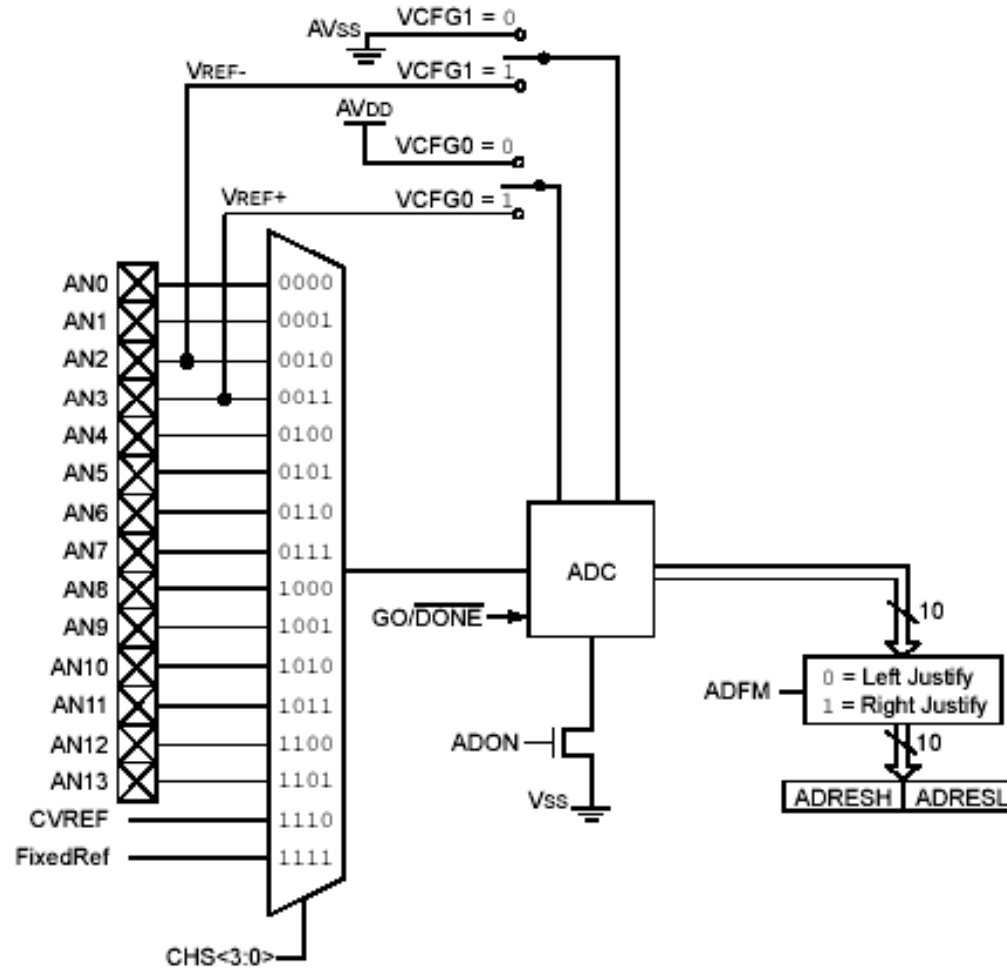 AVSS
VCFG1 = 0
VREF-
VCFG1 = 1
AVDD
VCFG0 = 0
VREF+
VCFG0 = 1
AN0 0000
AN1 0001
AN2 0010
AN3 0011
AN4 0100
AN5 0101
AN6 0110
AN7 0111
AN8 1000
AN9 1001
AN10 1010
AN11 1011
AN12 1100
AN13 1101
CVREF 1110
FixedRef 1111
CHS<3:0>
ADC
GO/DONE
ADON
VSS
10
ADFM
0 = Left Justify
1 = Right Justify
10
ADRESH ADRESL